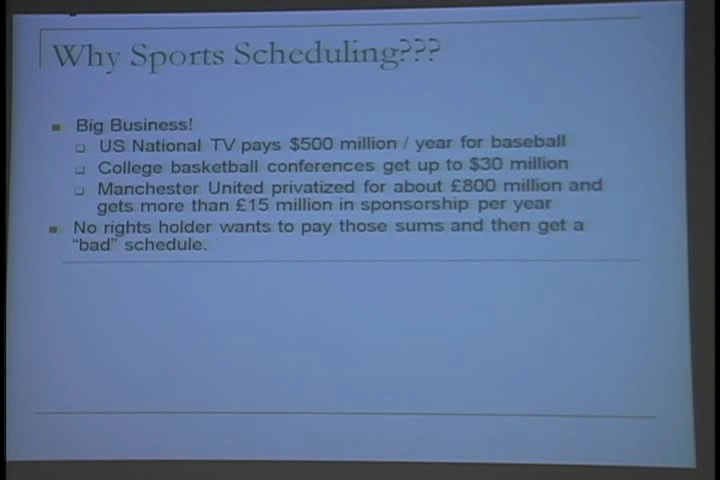 Why Sports Scheduling???
Big Business!
US National TV pays $500 million / year for baseball
College basketball conferences get up to $30 million
Manchester United privatized for about £800 million and
gets more than £15 million in sponsorship per year
No rights holder wants to pay those sums and then get a
“bad” schedule.